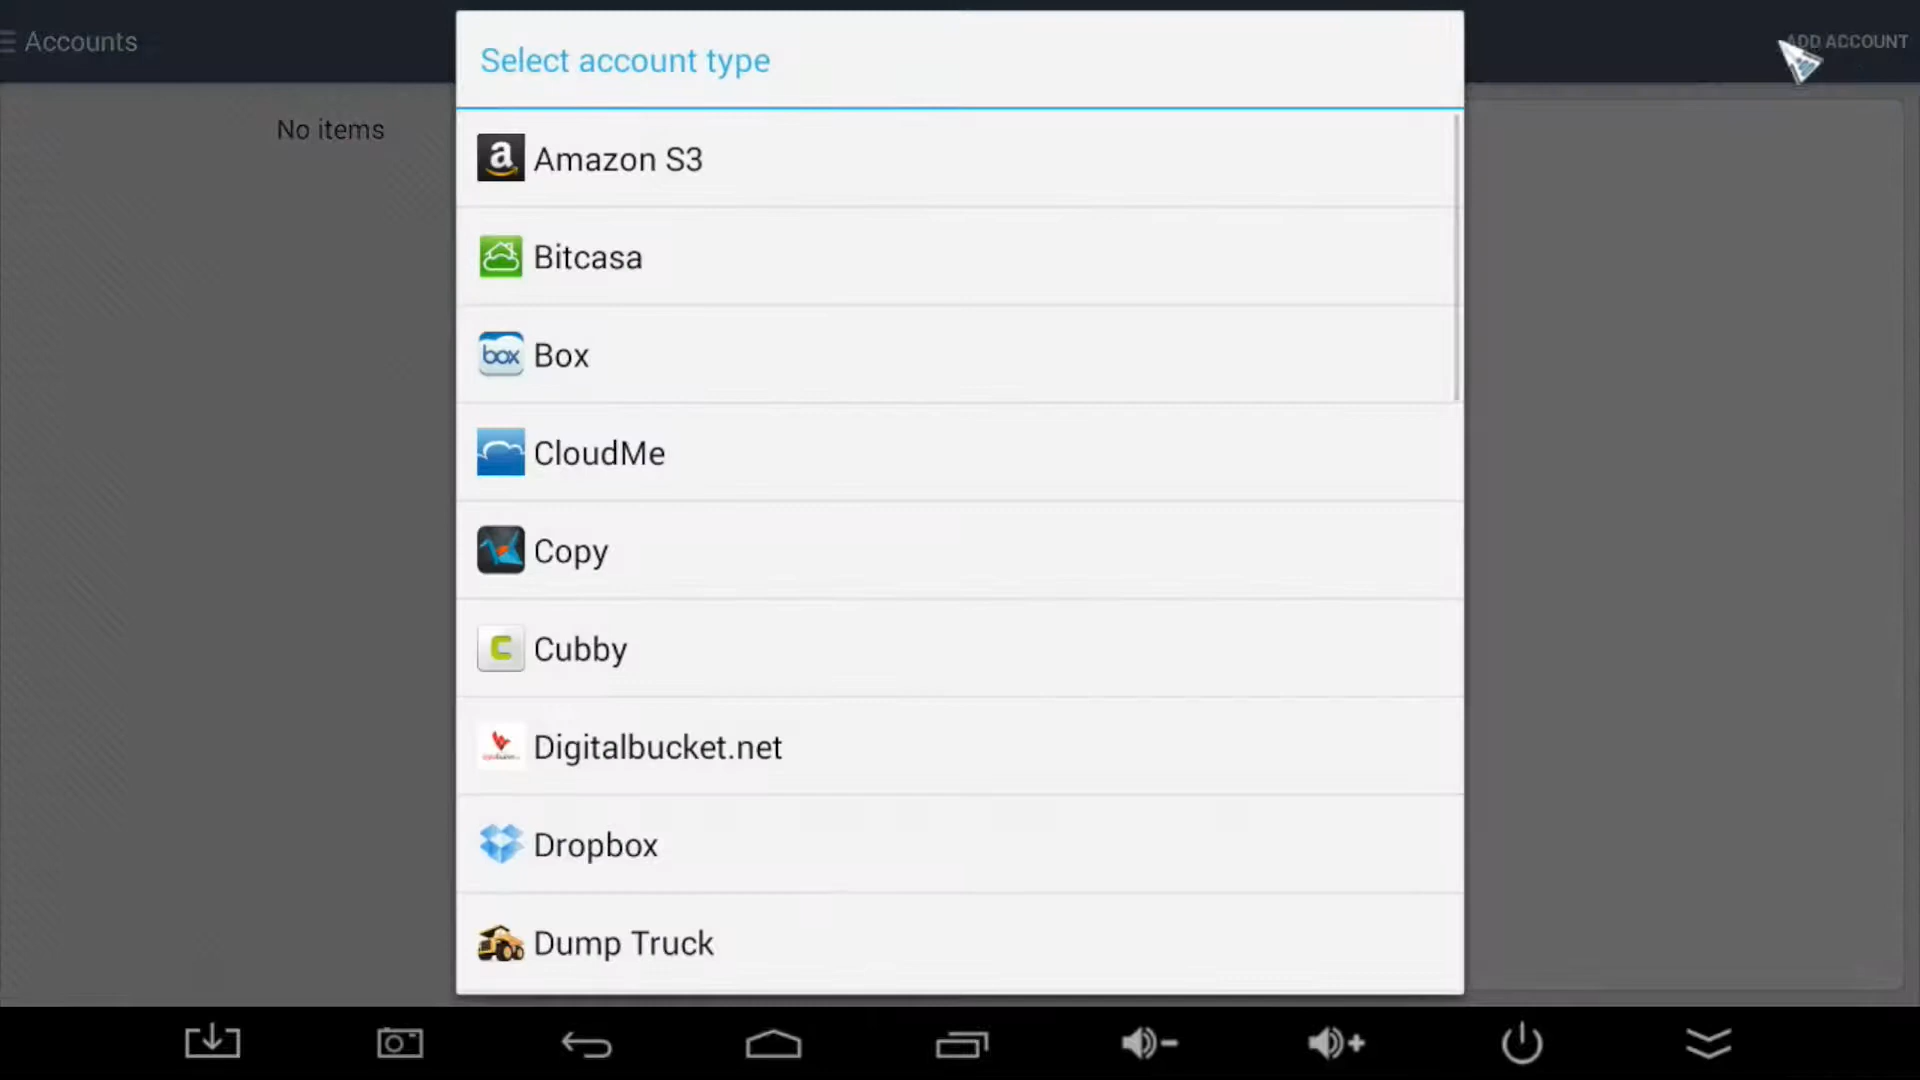 Accounts
Select account type
ADD ACCOUNT
No items
a
Amazon S3
Bitcasa
box
Box
CloudMe
Copy
C
Cubby
Digitalbucket.net
Dropbox
Dump Truck